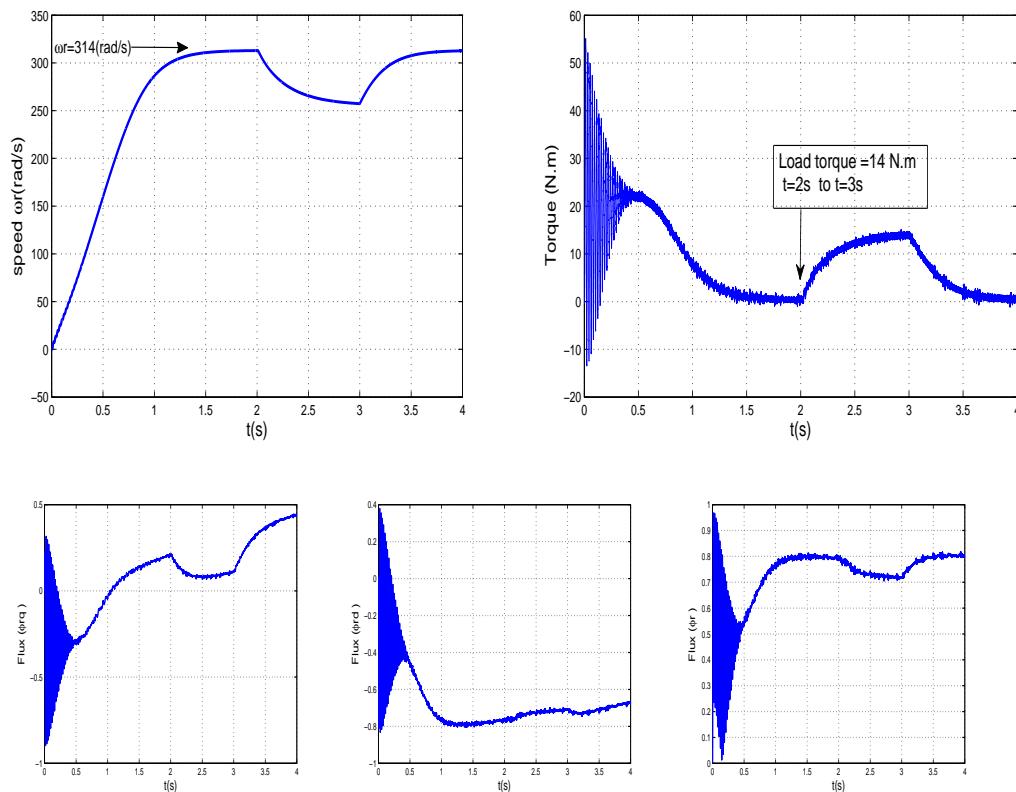 350
300
250
200
150
100
50
0
−50
speed ωr(rad/s)
ωr=314(rad/s)
0 0.5 1 1.5 2 2.5 3 3.5 4
t(s)
60
50
40
30
20
10
0
−10
−20
Torque (N.m)
Load torque =14 N.m
t=2s to t=3s
0 0.5 1 1.5 2 2.5 3 3.5 4
t(s)
0.5
0
−0.5
−1
Flux (ϕrq )
0 0.5 1 1.5 2 2.5 3 3.5 4
t(s)
0.4
0.2
0
−0.2
−0.4
−0.6
−0.8
−1
Flux (ϕrd )
0 0.5 1 1.5 2 2.5 3 3.5 4
t(s)
1
0.9
0.8
0.7
0.6
0.5
0.4
0.3
0.2
0.1
0
Flux (ϕr )
0 0.5 1 1.5 2 2.5 3 3.5 4
t(s)